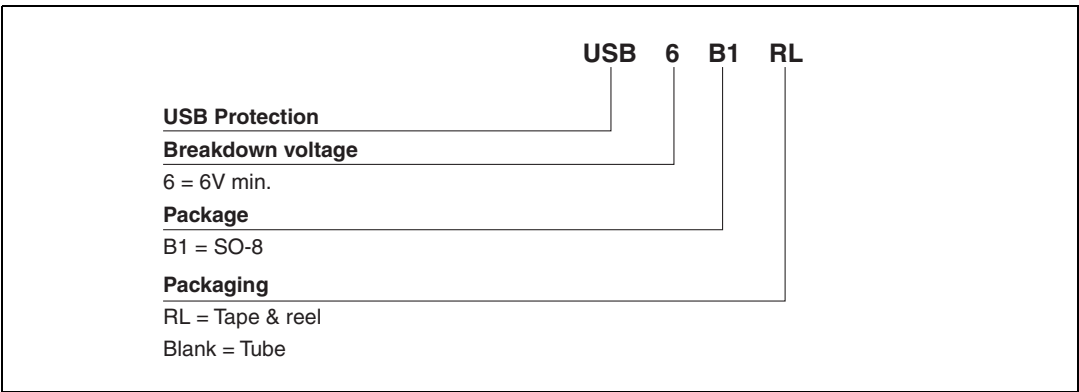 USB 6 B1 RL
USB Protection
Breakdown voltage
6 = 6V min.
Package
B1 = SO-8
Packaging
RL = Tape & reel
Blank = Tube